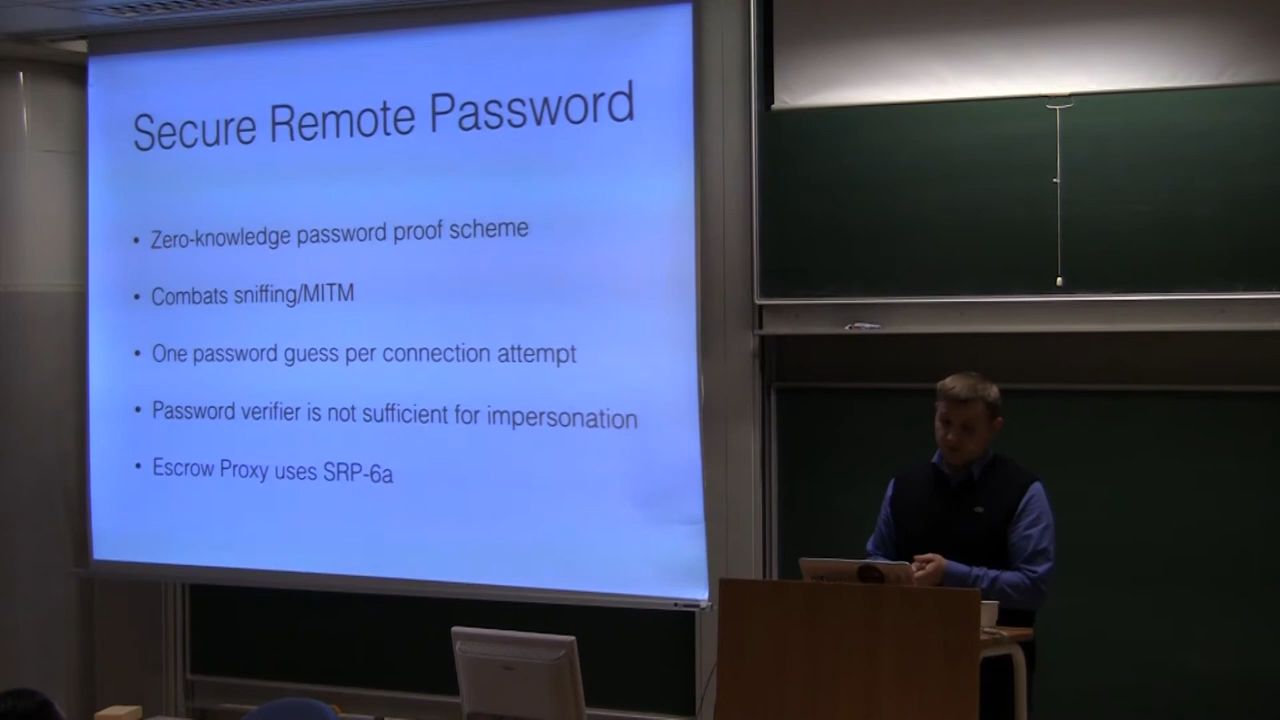 Secure Remote Password
• Zero-knowledge password proof scheme
• Combats sniffing/MITM
• One password guess per connection attempt
• Password verifier is not sufficient for impersonation
• Escrow Proxy uses SRP-6a